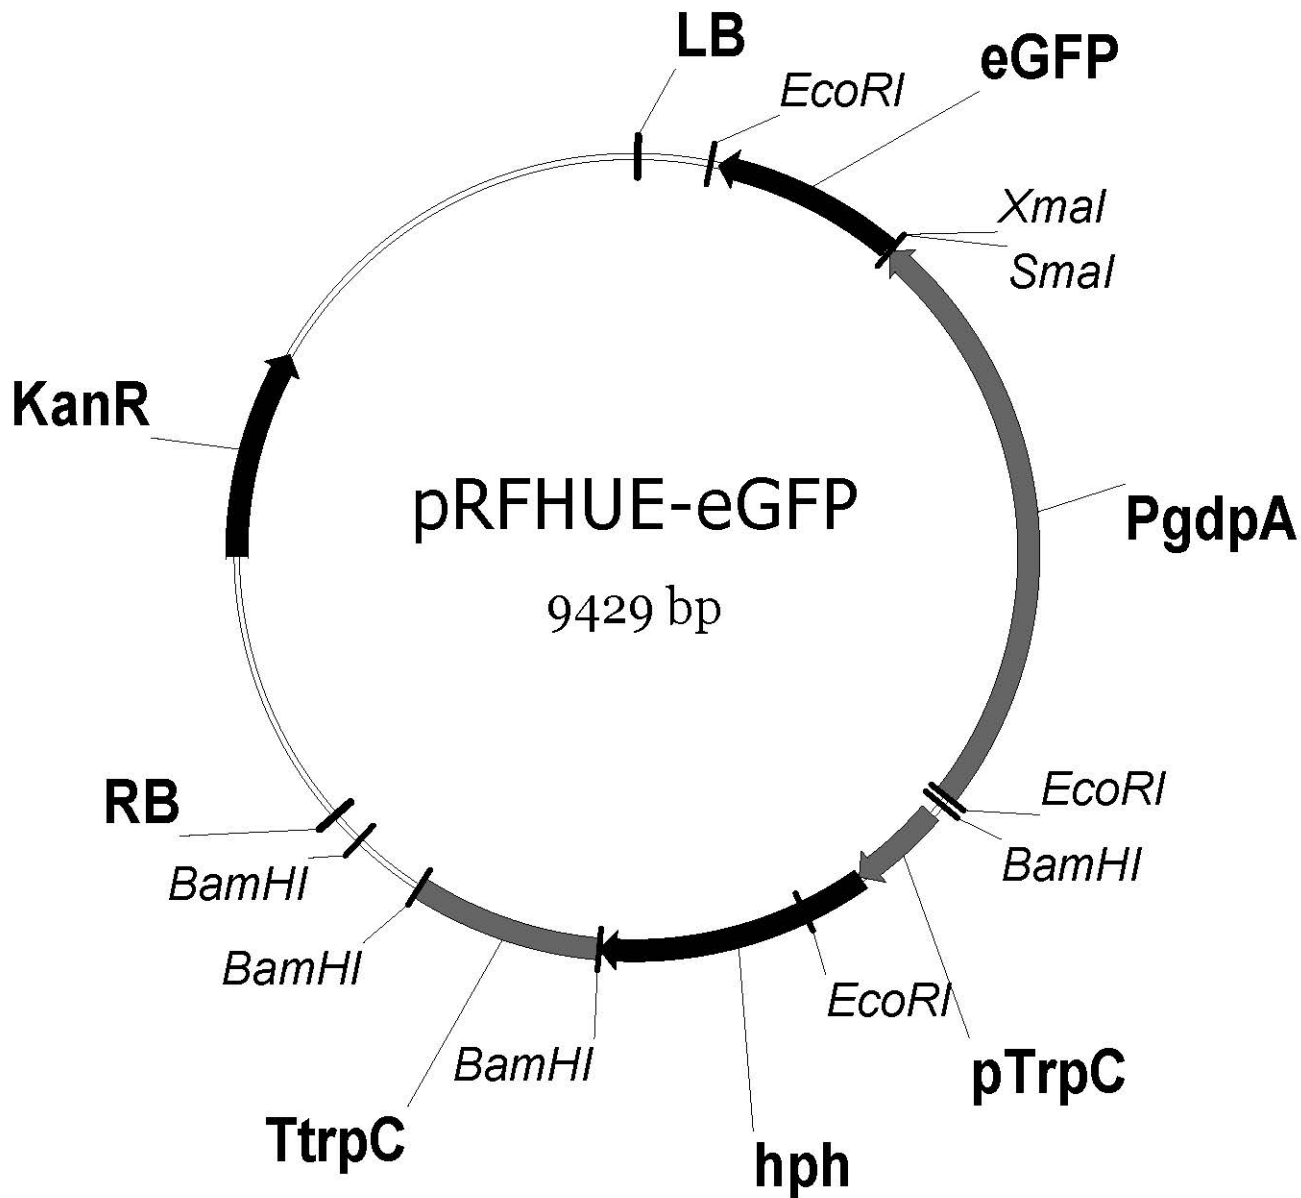 LB
eGFP
EcoRI
XmaI
SmaI
KanR
pRFHUE-eGFP
PgdpA
9429 bp
EcoRI
RB
BamHI
BamHI
BamHI
EcoRI
BamHI
pTrpC
TtrpC
hph